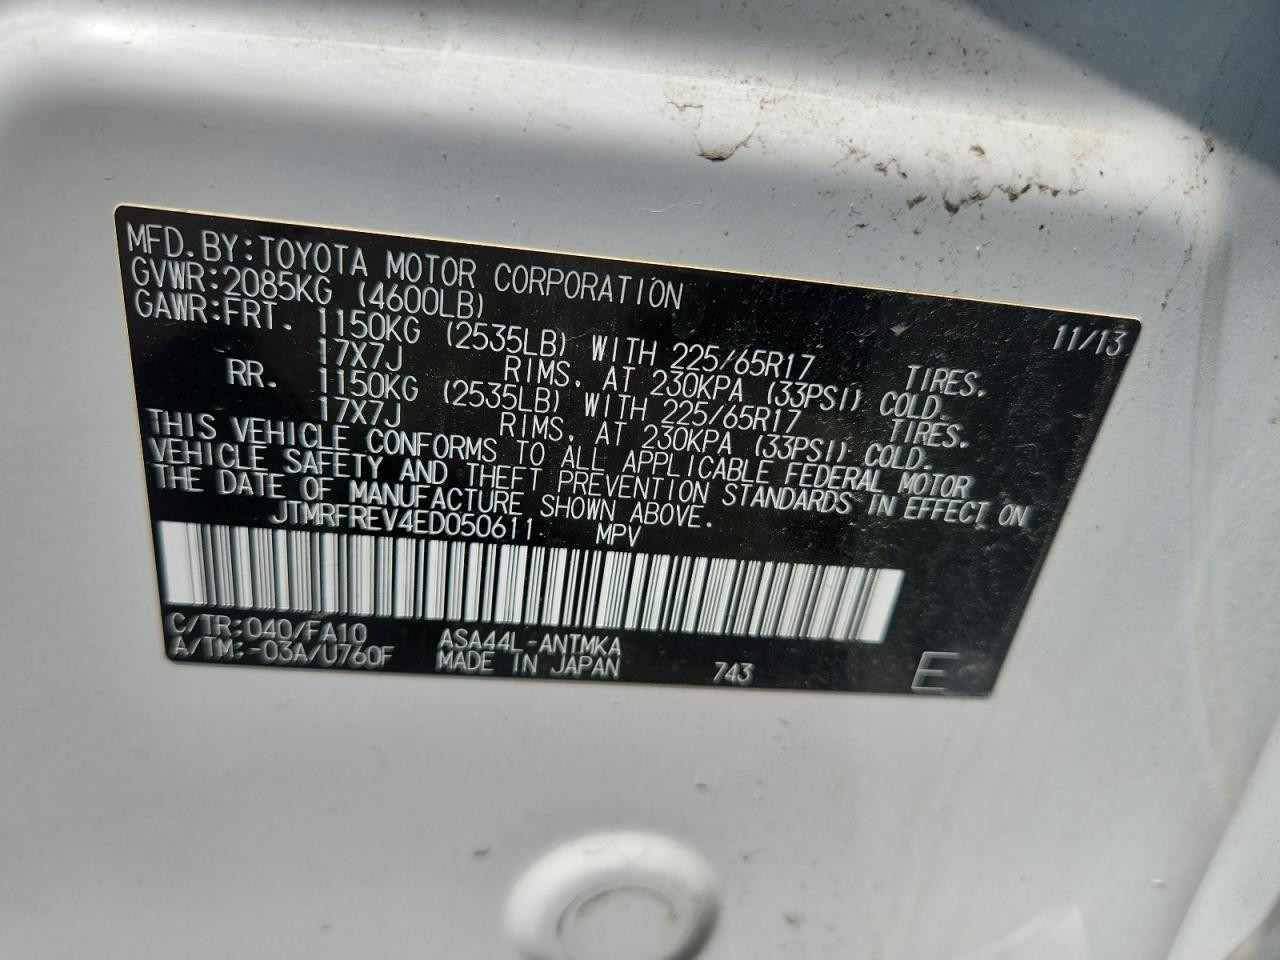 MFD. BY: TOYOTA MOTOR CORPORATION 11/13
GVWR: 2085KG (4600LB)
GAWR: FRT. 1150KG (2535LB) WITH 225/65R17 TIRES.
17X7J RIMS, AT 230KPA (33PSI) COLD.
RR. 1150KG (2535LB) WITH 225/65R17 TIRES.
17X7J RIMS, AT 230KPA (33PSI) COLD.
THIS VEHICLE CONFORMS TO ALL APPLICABLE FEDERAL MOTOR
VEHICLE SAFETY AND THEFT PREVENTION STANDARDS IN EFFECT ON
THE DATE OF MANUFACTURE SHOWN ABOVE.
JTMRFREV4ED050611 MPV
C/TR: 040/FA10 ASA44L-ANTMKA
A/TM: -03A/U760F MADE IN JAPAN 743 E